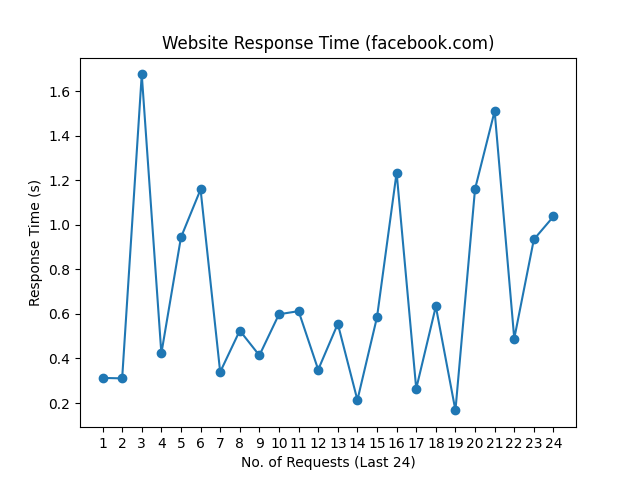 Website Response Time (facebook.com)
Response Time (s)
1.6
1.4
1.2
1.0
0.8
0.6
0.4
0.2
1 2 3 4 5 6 7 8 9 10 11 12 13 14 15 16 17 18 19 20 21 22 23 24
No. of Requests (Last 24)